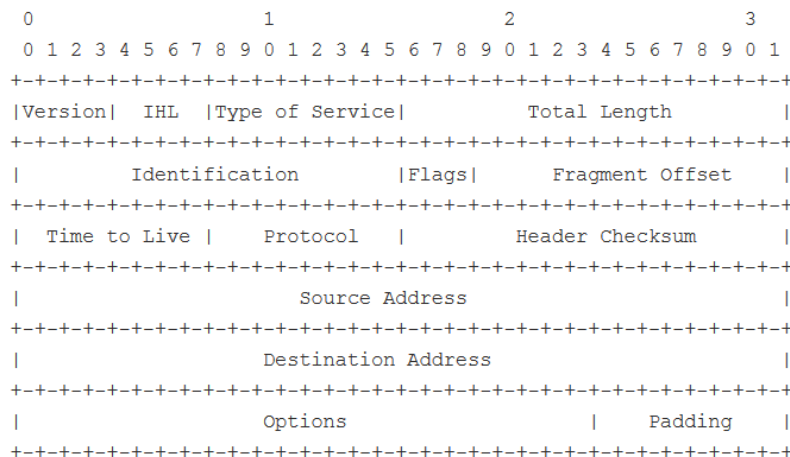 0                   1                   2                   3
 0 1 2 3 4 5 6 7 8 9 0 1 2 3 4 5 6 7 8 9 0 1 2 3 4 5 6 7 8 9 0 1
+-+-+-+-+-+-+-+-+-+-+-+-+-+-+-+-+-+-+-+-+-+-+-+-+-+-+-+-+-+-+-+-+
|Version|  IHL  |Type of Service|          Total Length         |
+-+-+-+-+-+-+-+-+-+-+-+-+-+-+-+-+-+-+-+-+-+-+-+-+-+-+-+-+-+-+-+-+
|         Identification        |Flags|      Fragment Offset    |
+-+-+-+-+-+-+-+-+-+-+-+-+-+-+-+-+-+-+-+-+-+-+-+-+-+-+-+-+-+-+-+-+
|  Time to Live |    Protocol   |         Header Checksum       |
+-+-+-+-+-+-+-+-+-+-+-+-+-+-+-+-+-+-+-+-+-+-+-+-+-+-+-+-+-+-+-+-+
|                       Source Address                          |
+-+-+-+-+-+-+-+-+-+-+-+-+-+-+-+-+-+-+-+-+-+-+-+-+-+-+-+-+-+-+-+-+
|                    Destination Address                        |
+-+-+-+-+-+-+-+-+-+-+-+-+-+-+-+-+-+-+-+-+-+-+-+-+-+-+-+-+-+-+-+-+
|                    Options                    |    Padding    |
+-+-+-+-+-+-+-+-+-+-+-+-+-+-+-+-+-+-+-+-+-+-+-+-+-+-+-+-+-+-+-+-+